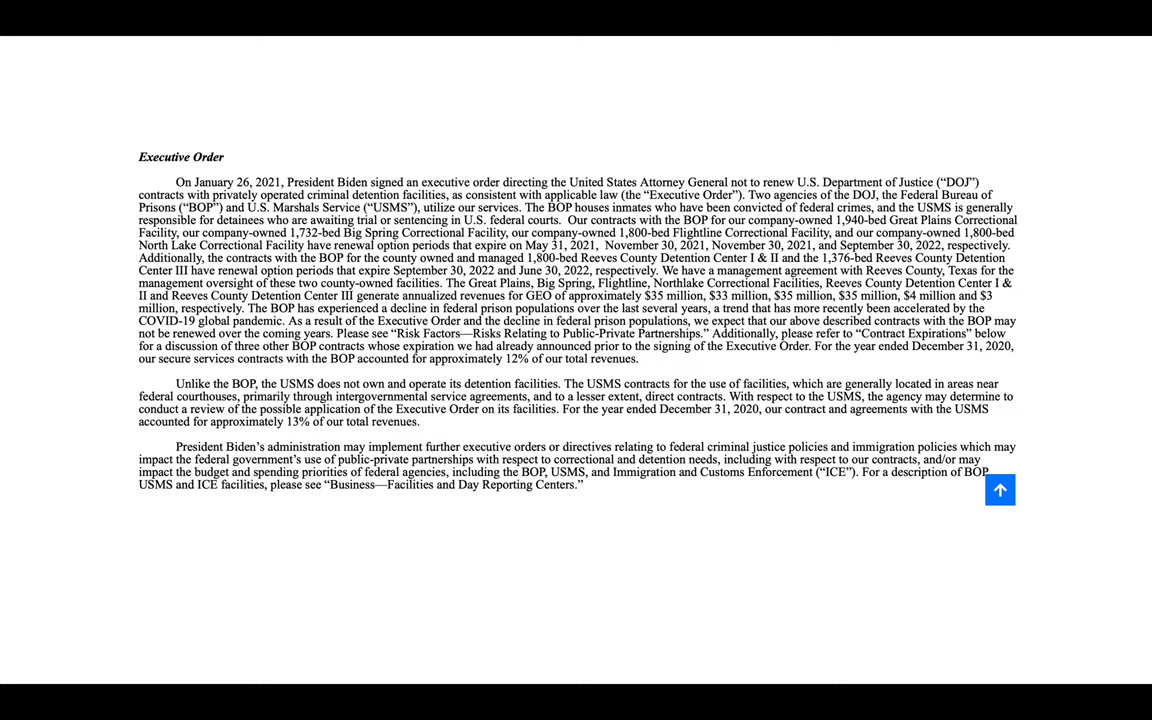 Executive Order
On January 26, 2021, President Biden signed an executive order directing the United States Attorney General not to renew U.S. Department of Justice (“DOJ”)
contracts with privately operated criminal detention facilities, as consistent with applicable law (the “Executive Order”). Two agencies of the DOJ, the Federal Bureau of
Prisons (“BOP”) and U.S. Marshals Service (“USMS”), utilize our services. The BOP houses inmates who have been convicted of federal crimes, and the USMS is generally
responsible for detainees who are awaiting trial or sentencing in U.S. federal courts. Our contracts with the BOP for our company-owned 1,940-bed Great Plains Correctional
Facility, our company-owned 1,732-bed Big Spring Correctional Facility, our company-owned 1,800-bed Flightline Correctional Facility, and our company-owned 1,800-bed
North Lake Correctional Facility have renewal option periods that expire on May 31, 2021, November 30, 2021, November 30, 2021, and September 30, 2022, respectively.
Additionally, the contracts with the BOP for the county owned and managed 1,800-bed Reeves County Detention Center I & II and the 1,376-bed Reeves County Detention
Center III have renewal option periods that expire September 30, 2022 and June 30, 2022, respectively. We have a management agreement with Reeves County, Texas for the
management oversight of these two county-owned facilities. The Great Plains, Big Spring, Flightline, Northlake Correctional Facilities, Reeves County Detention Center I &
II and Reeves County Detention Center III generate annualized revenues for GEO of approximately $35 million, $33 million, $35 million, $35 million, $4 million and $3
million, respectively. The BOP has experienced a decline in federal prison populations over the last several years, a trend that has more recently been accelerated by the
COVID-19 global pandemic. As a result of the Executive Order and the decline in federal prison populations, we expect that our above described contracts with the BOP may
not be renewed over the coming years. Please see “Risk Factors—Risks Relating to Public-Private Partnerships.” Additionally, please refer to “Contract Expirations” below
for a discussion of three other BOP contracts whose expiration we had already announced prior to the signing of the Executive Order. For the year ended December 31, 2020,
our secure services contracts with the BOP accounted for approximately 12% of our total revenues.
Unlike the BOP, the USMS does not own and operate its detention facilities. The USMS contracts for the use of facilities, which are generally located in areas near
federal courthouses, primarily through intergovernmental service agreements, and to a lesser extent, direct contracts. With respect to the USMS, the agency may determine to
conduct a review of the possible application of the Executive Order on its facilities. For the year ended December 31, 2020, our contract and agreements with the USMS
accounted for approximately 13% of our total revenues.
President Biden’s administration may implement further executive orders or directives relating to federal criminal justice policies and immigration policies which may
impact the federal government’s use of public-private partnerships with respect to correctional and detention needs, including with respect to our contracts, and/or may
impact the budget and spending priorities of federal agencies, including the BOP, USMS, and Immigration and Customs Enforcement (“ICE”). For a description of BOP
USMS and ICE facilities, please see “Business—Facilities and Day Reporting Centers.”